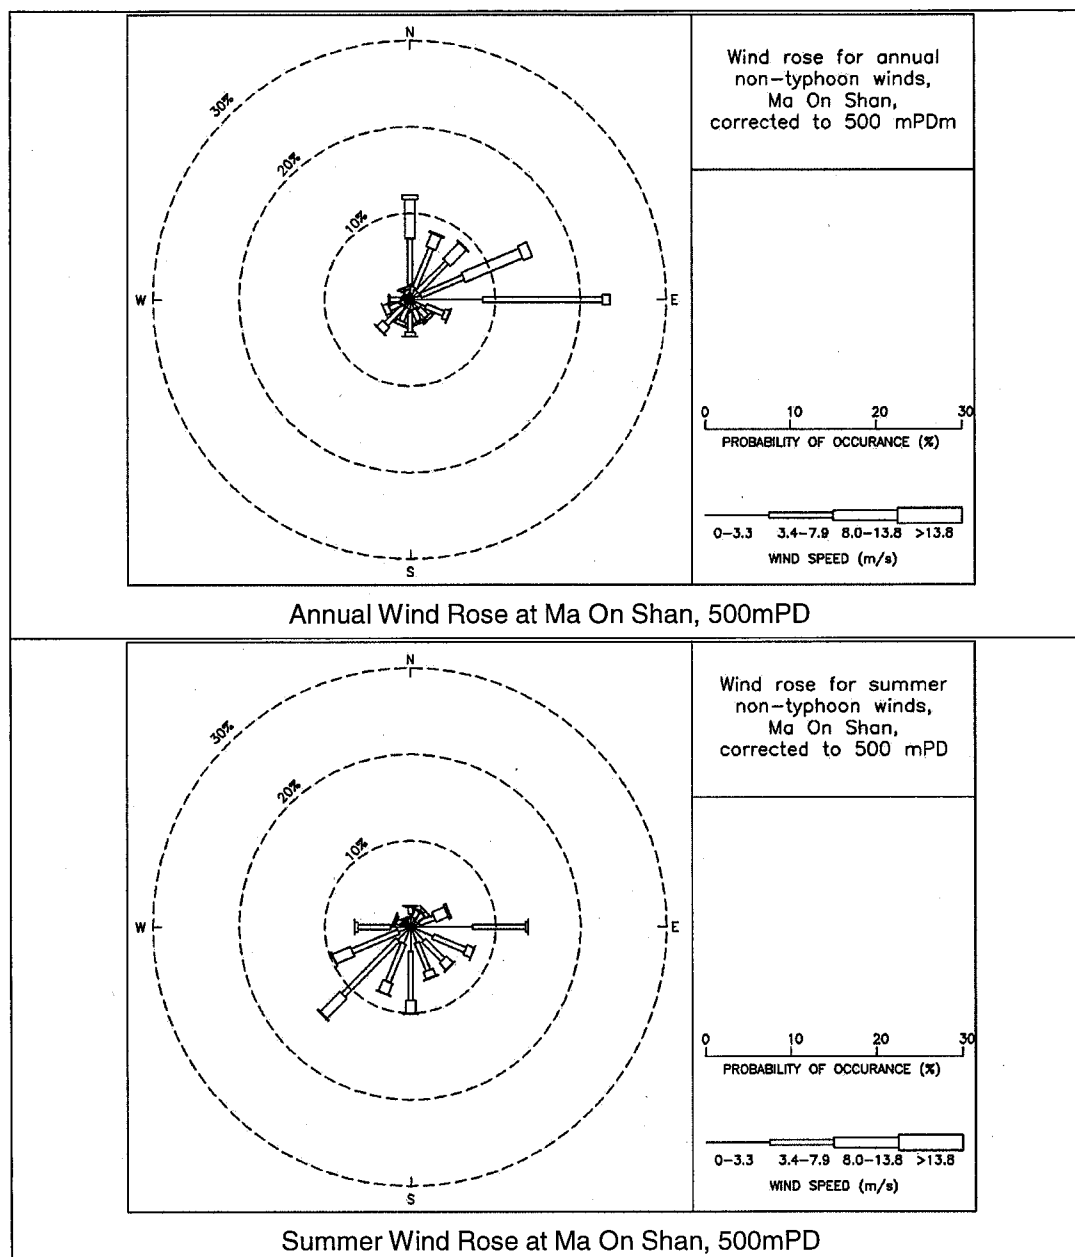 N
30%
20%
10%
W
E
S
Wind rose for annual
non-typhoon winds,
Ma On Shan,
corrected to 500 mPDm
0 10 20 30
PROBABILITY OF OCCURANCE (%)
0-3.3 3.4-7.9 8.0-13.8 >13.8
WIND SPEED (m/s)
Annual Wind Rose at Ma On Shan, 500mPD
N
30%
20%
10%
W
E
S
Wind rose for summer
non-typhoon winds,
Ma On Shan,
corrected to 500 mPD
0 10 20 30
PROBABILITY OF OCCURANCE (%)
0-3.3 3.4-7.9 8.0-13.8 >13.8
WIND SPEED (m/s)
Summer Wind Rose at Ma On Shan, 500mPD